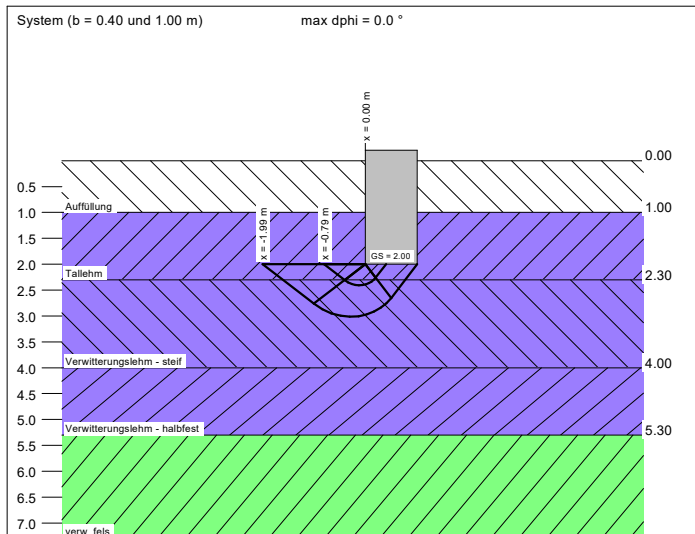 System (b = 0.40 und 1.00 m) max dphi = 0.0 °
x = 0.00 m
0.00
0.5
Auffüllung
1.0
1.00
x = -1.99 m
x = -0.79 m
1.5
GS = 2.00
2.0
Tallehm
2.30
2.5
3.0
3.5
Verwitterungslehm - steif
4.0
4.00
4.5
5.0
Verwitterungslehm - halbfest
5.30
5.5
6.0
6.5
7.0
verw. fels